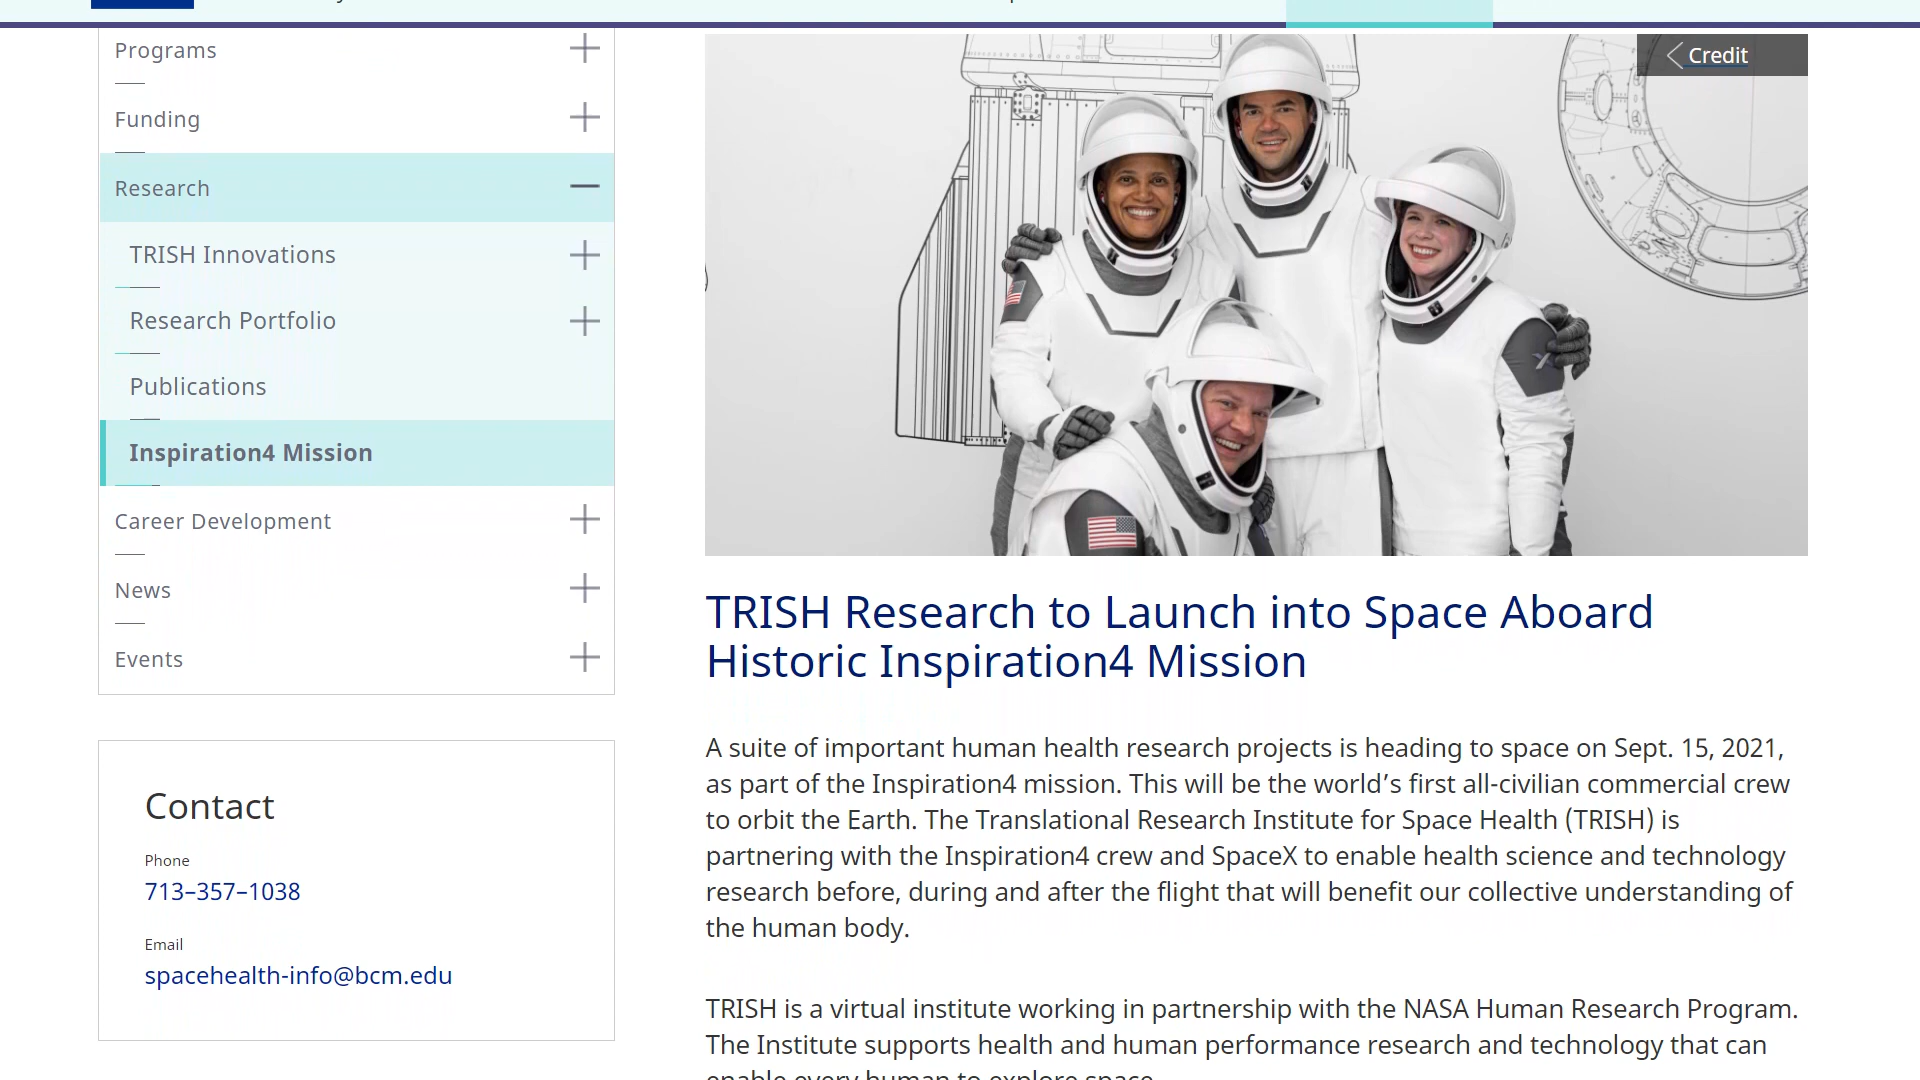 Programs
Funding
Research
TRISH Innovations
Research Portfolio
Publications
Inspiration4 Mission
Career Development
News
Events
Contact
Phone
713–357–1038
Email
spacehealth-info@bcm.edu
Credit
TRISH Research to Launch into Space Aboard
Historic Inspiration4 Mission
A suite of important human health research projects is heading to space on Sept. 15, 2021,
as part of the Inspiration4 mission. This will be the world’s first all-civilian commercial crew
to orbit the Earth. The Translational Research Institute for Space Health (TRISH) is
partnering with the Inspiration4 crew and SpaceX to enable health science and technology
research before, during and after the flight that will benefit our collective understanding of
the human body.
TRISH is a virtual institute working in partnership with the NASA Human Research Program.
The Institute supports health and human performance research and technology that can
enable every human to explore space.